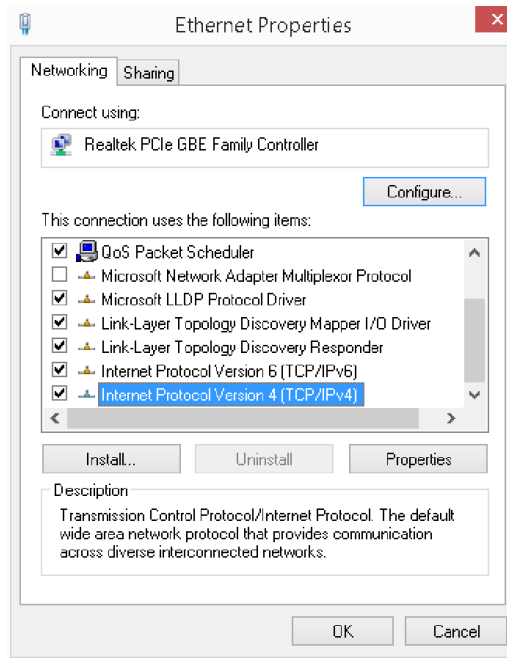 Ethernet Properties
Networking
Sharing
Connect using:
Realtek PCIe GBE Family Controller
Configure...
This connection uses the following items:
QoS Packet Scheduler
Microsoft Network Adapter Multiplexor Protocol
Microsoft LLDP Protocol Driver
Link-Layer Topology Discovery Mapper I/O Driver
Link-Layer Topology Discovery Responder
Internet Protocol Version 6 (TCP/IPv6)
Internet Protocol Version 4 (TCP/IPv4)
Install...
Uninstall
Properties
Description
Transmission Control Protocol/Internet Protocol. The default
wide area network protocol that provides communication
across diverse interconnected networks.
OK
Cancel